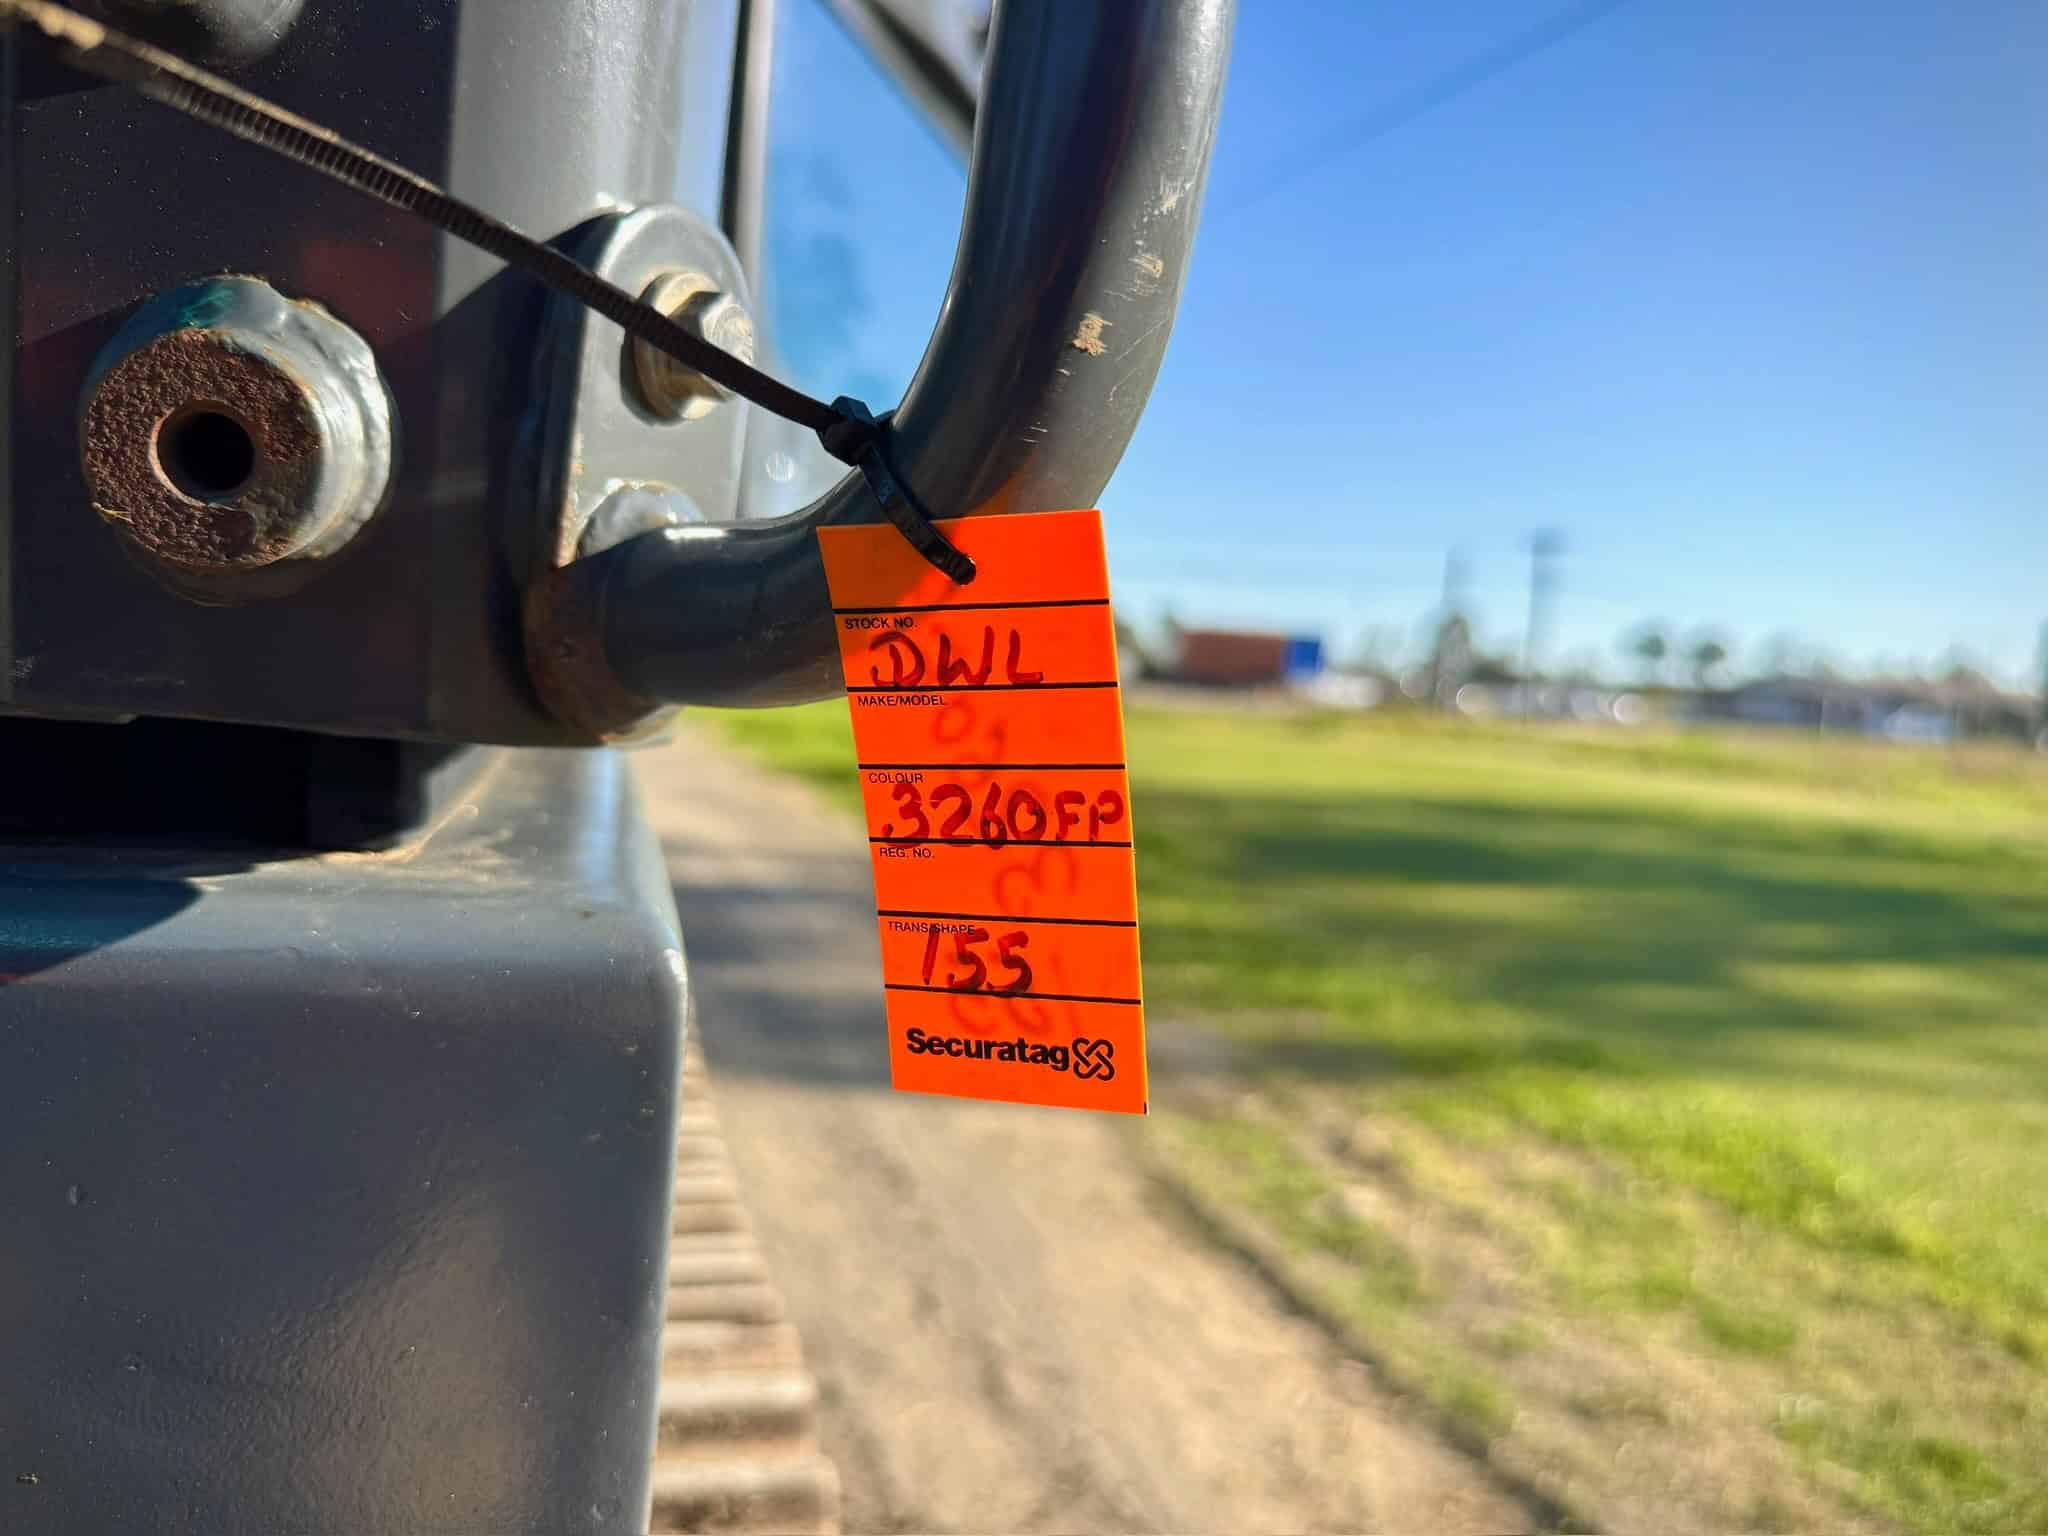 STOCK NO.
DWL
MAKE/MODEL
COLOUR
3260FP
REG. NO.
TRANS/SHAPE
155
Securatag